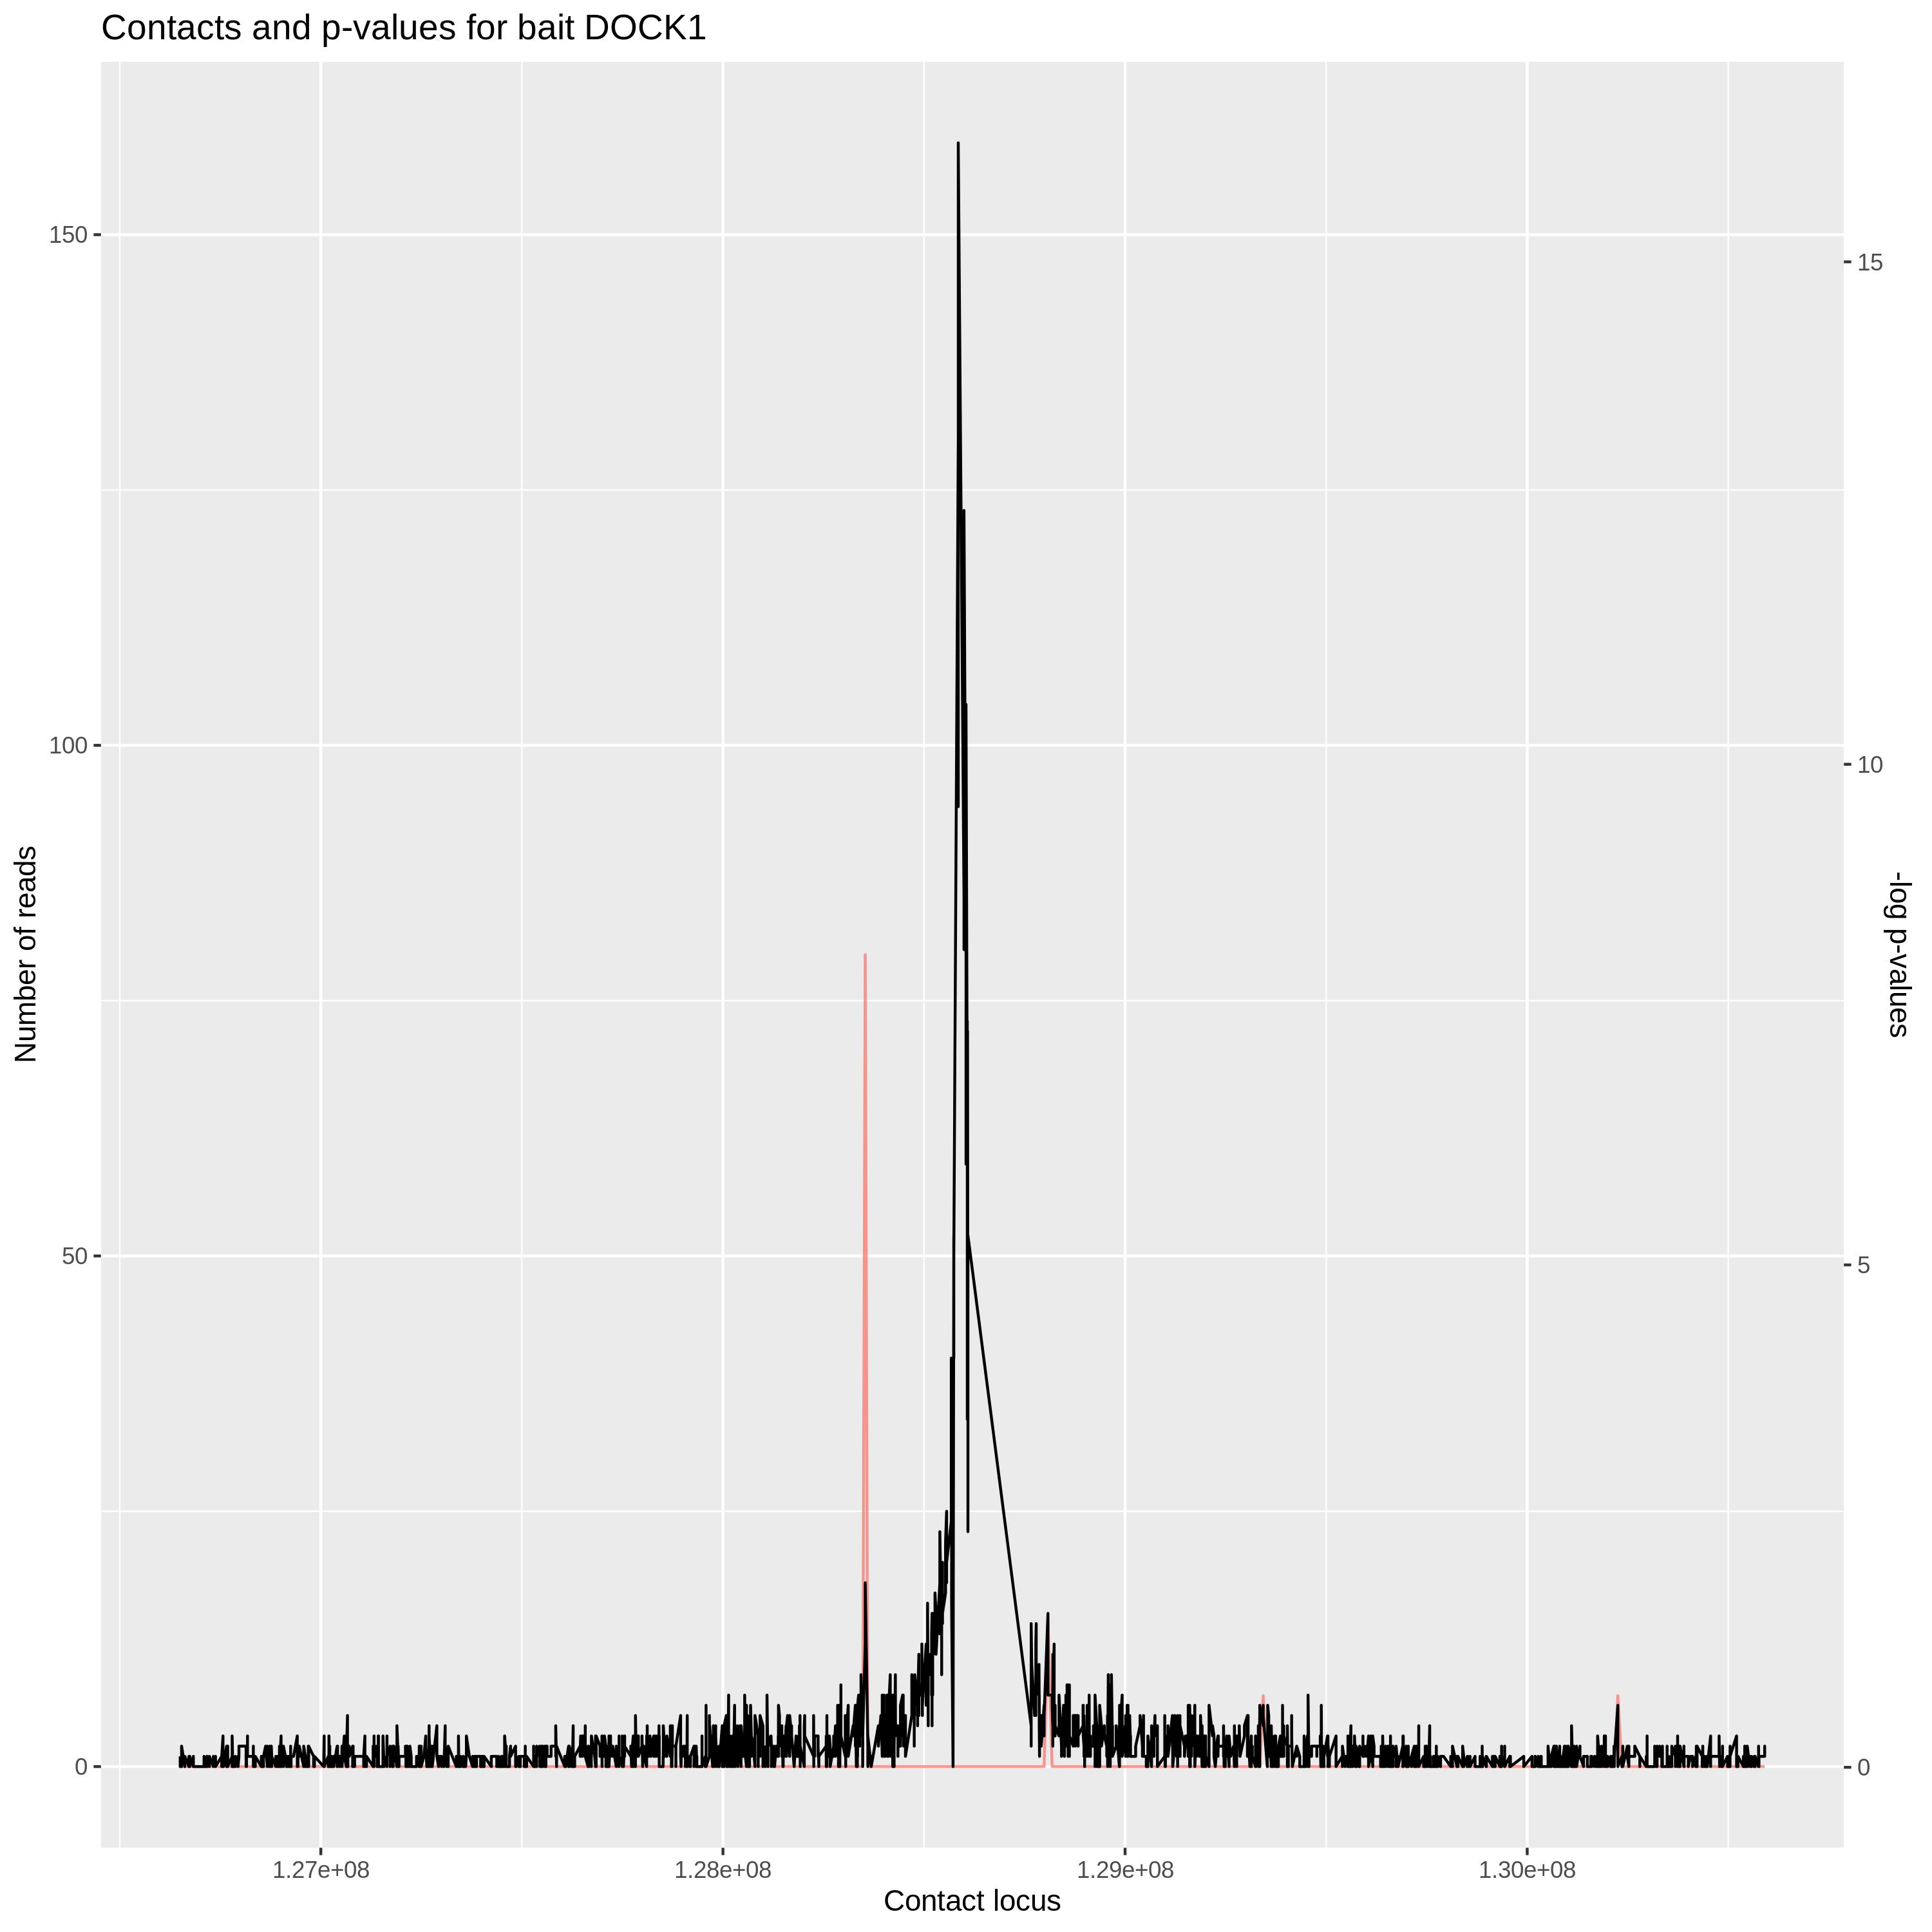 Contacts and p-values for bait DOCK1
150
100
50
0
Number of reads
15
10
5
0
-log p-values
1.27e+08
1.28e+08
1.29e+08
1.30e+08
Contact locus